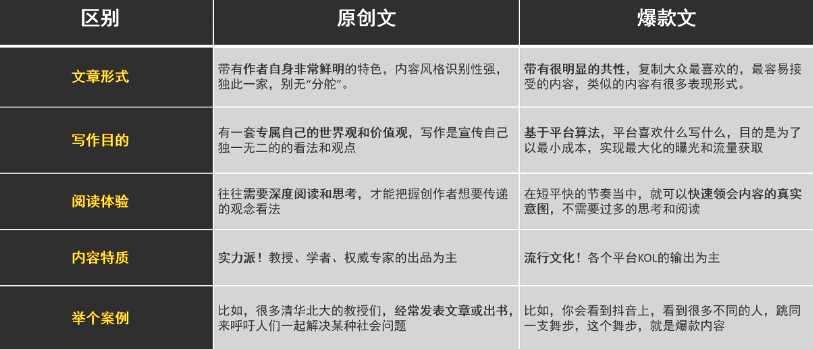 区别
原创文
爆款文
文章形式
带有作者自身非常鲜明的特色，内容风格识别性强，
独此一家，别无“分舵”。
带有很明显的共性，复制大众最喜欢的，最容易接
受的内容，类似的内容有很多表现形式。
写作目的
有一套专属自己的世界观和价值观，写作是宣传自己
独一无二的的看法和观点
基于平台算法，平台喜欢什么写什么，目的是为了
以最小成本，实现最大化的曝光和流量获取
阅读体验
往往需要深度阅读和思考，才能把握创作者想要传递
的观念看法
在短平快的节奏当中，就可以快速领会内容的真实
意图，不需要过多的思考和阅读
内容特质
实力派！教授、学者、权威专家的出品为主
流行文化！各个平台KOL的输出为主
举个案例
比如，很多清华北大的教授们，经常发表文章或出书，
来呼吁人们一起解决某种社会问题
比如，你会看到抖音上，看到很多不同的人，跳同
一支舞步，这个舞步，就是爆款内容